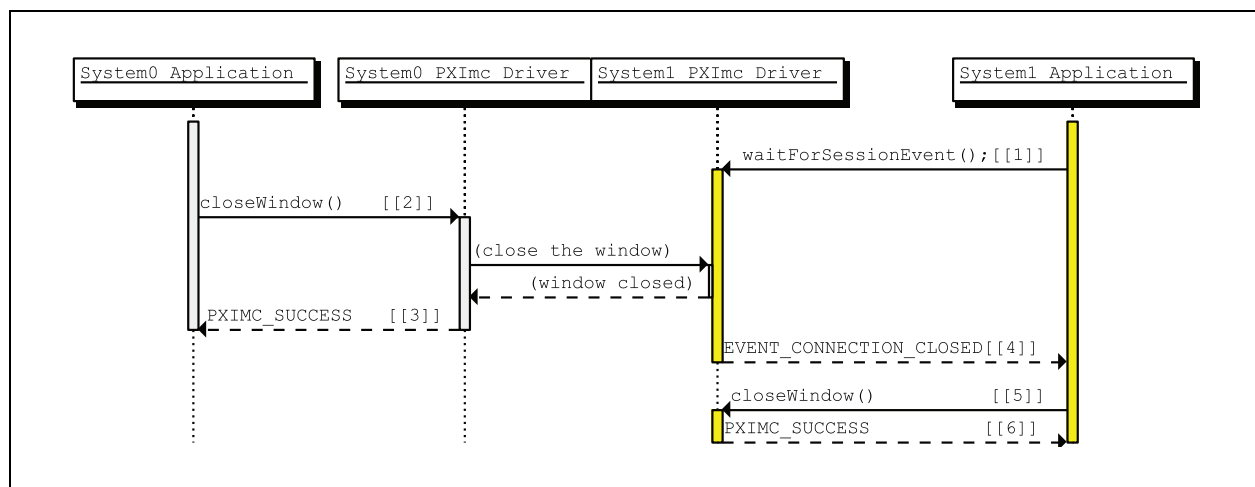 System0 Application
System0 PXImc Driver
System1 PXImc Driver
System1 Application
waitForSessionEvent();[[1]]
closeWindow() [[2]]
(close the window)
(window closed)
PXIMC_SUCCESS [[3]]
EVENT_CONNECTION_CLOSED[[4]]
closeWindow() [[5]]
PXIMC_SUCCESS [[6]]